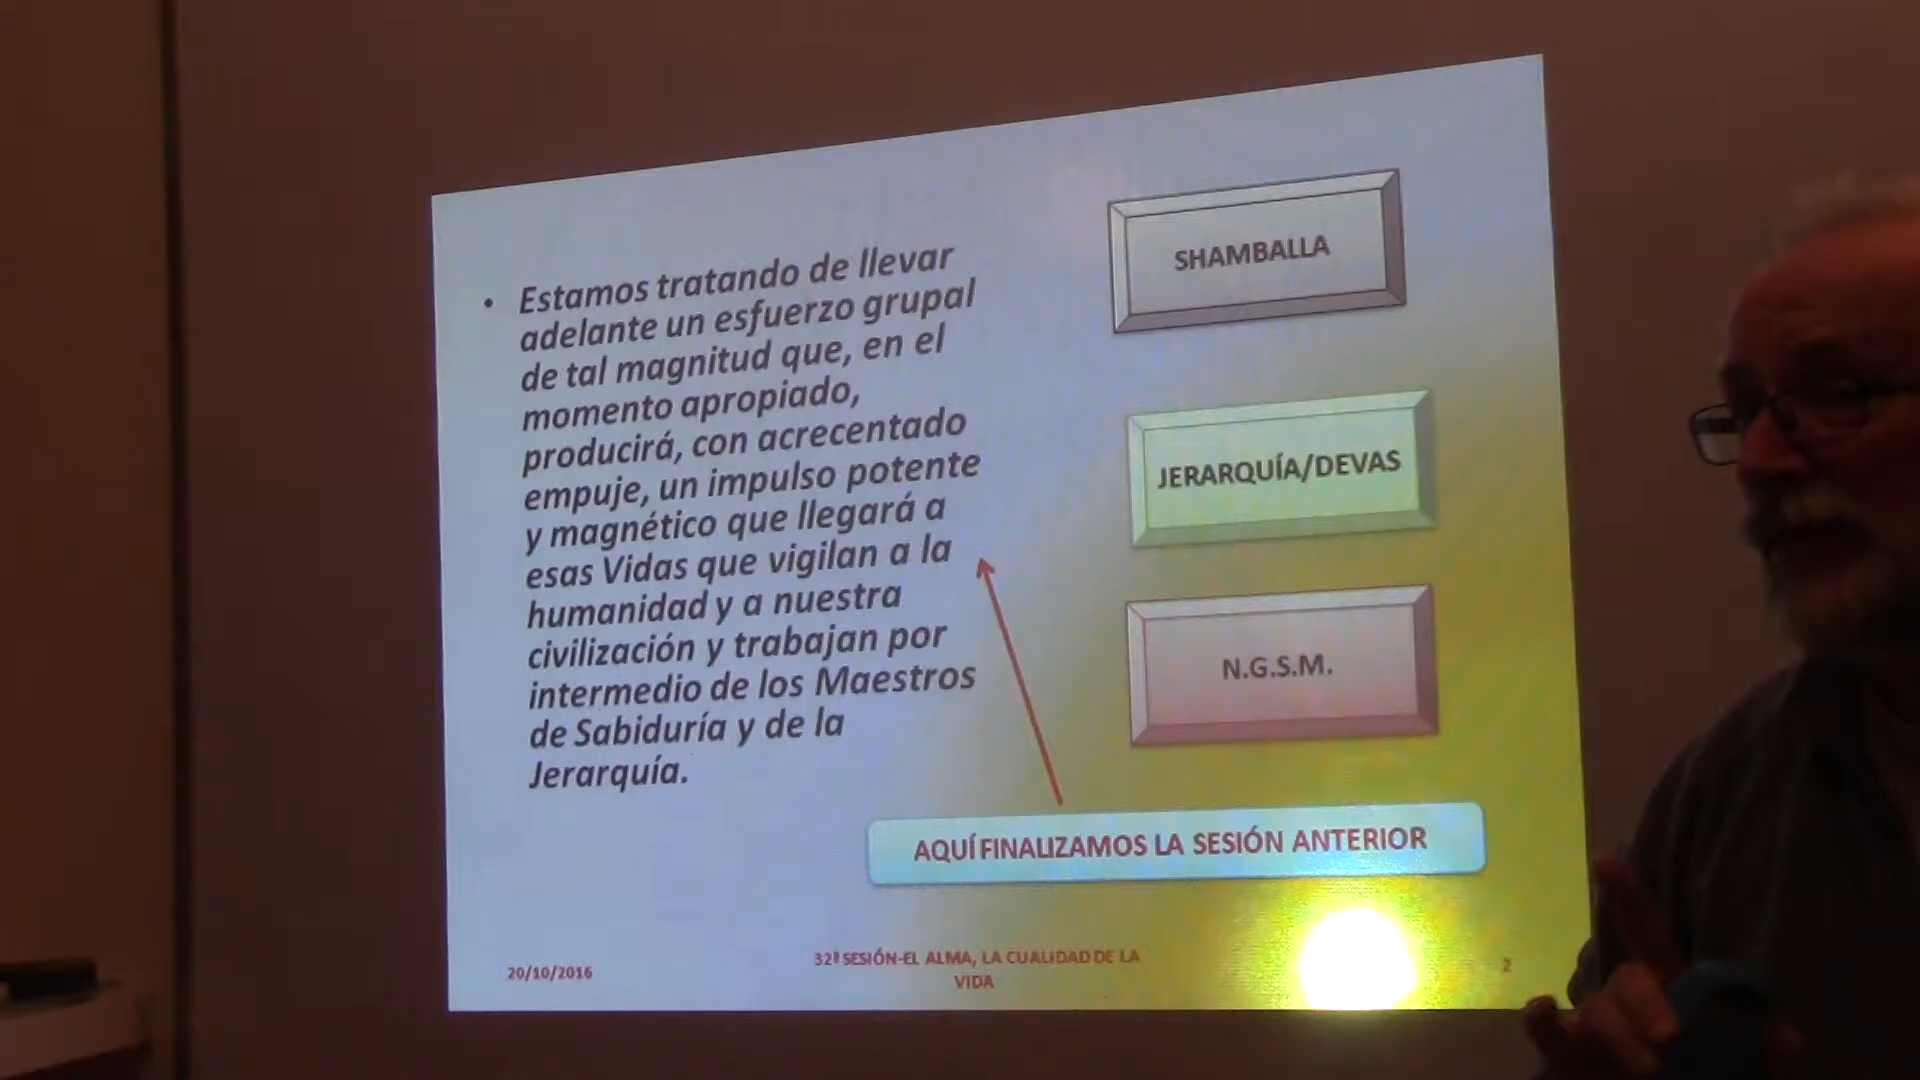 • Estamos tratando de llevar
adelante un esfuerzo grupal
de tal magnitud que, en el
momento apropiado,
producirá, con acrecentado
empuje, un impulso potente
y magnético que llegará a
esas Vidas que vigilan a la
humanidad y a nuestra
civilización y trabajan por
intermedio de los Maestros
de Sabiduría y de la
Jerarquía.
SHAMBALLA
JERARQUÍA/DEVAS
N.G.S.M.
AQUÍ FINALIZAMOS LA SESIÓN ANTERIOR
20/10/2016
32ª SESIÓN-EL ALMA, LA CUALIDAD DE LA
VIDA
2